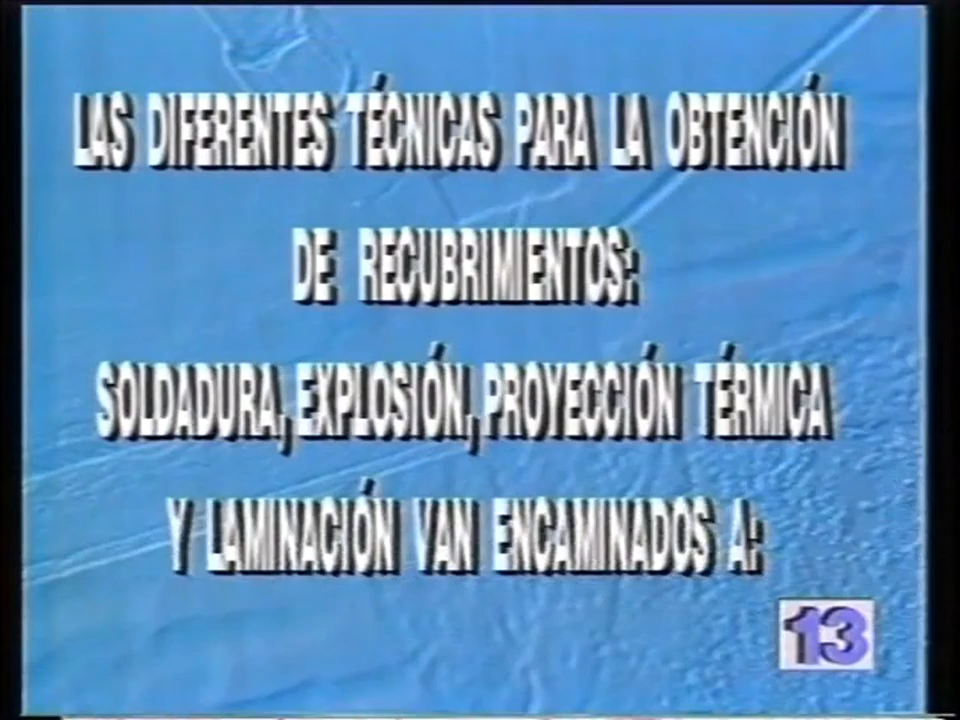 LAS DIFERENTES TÉCNICAS PARA LA OBTENCIÓN
DE RECUBRIMIENTOS:
SOLDADURA, EXPLOSIÓN, PROYECCIÓN TÉRMICA
Y LAMINACIÓN VAN ENCAMINADOS A:
13